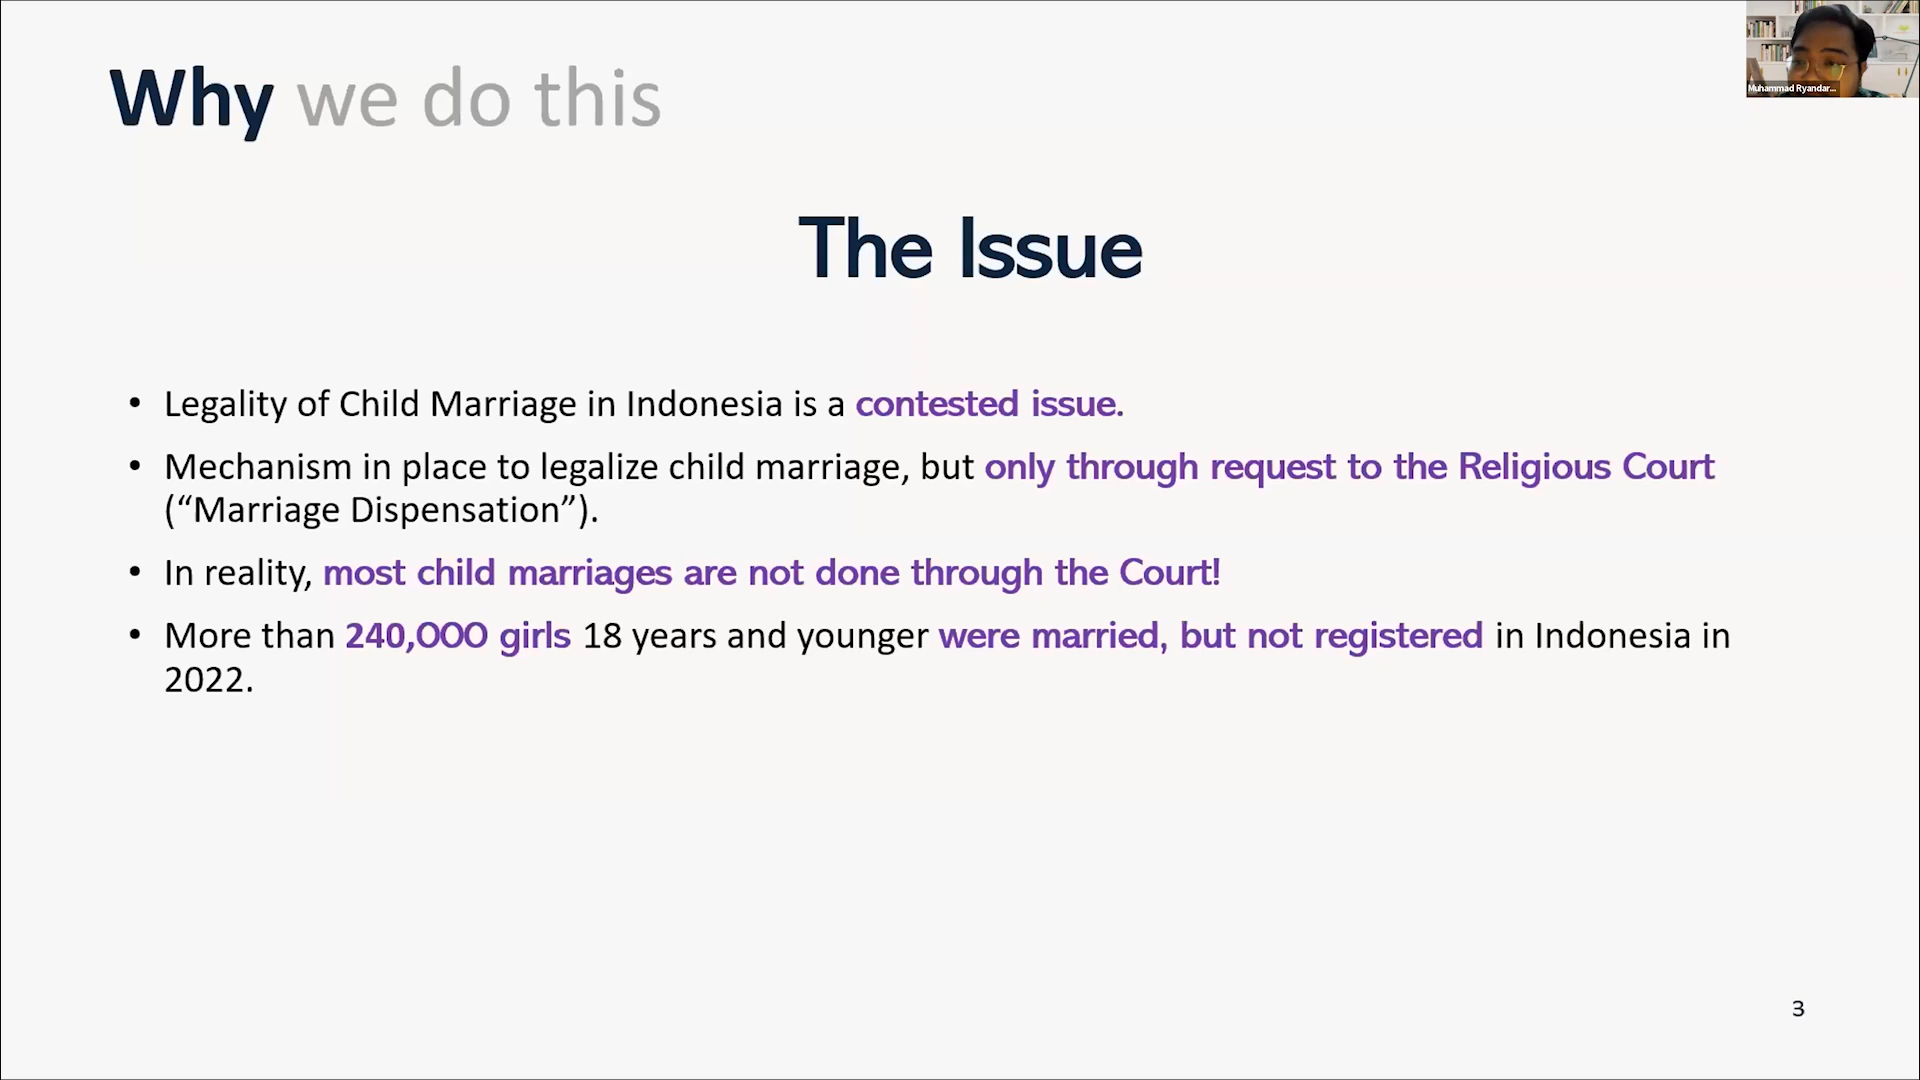 Why we do this
Muhammad Ryandar...
The Issue
• Legality of Child Marriage in Indonesia is a contested issue.
• Mechanism in place to legalize child marriage, but only through request to the Religious Court
(“Marriage Dispensation”).
• In reality, most child marriages are not done through the Court!
• More than 240,000 girls 18 years and younger were married, but not registered in Indonesia in
2022.
3